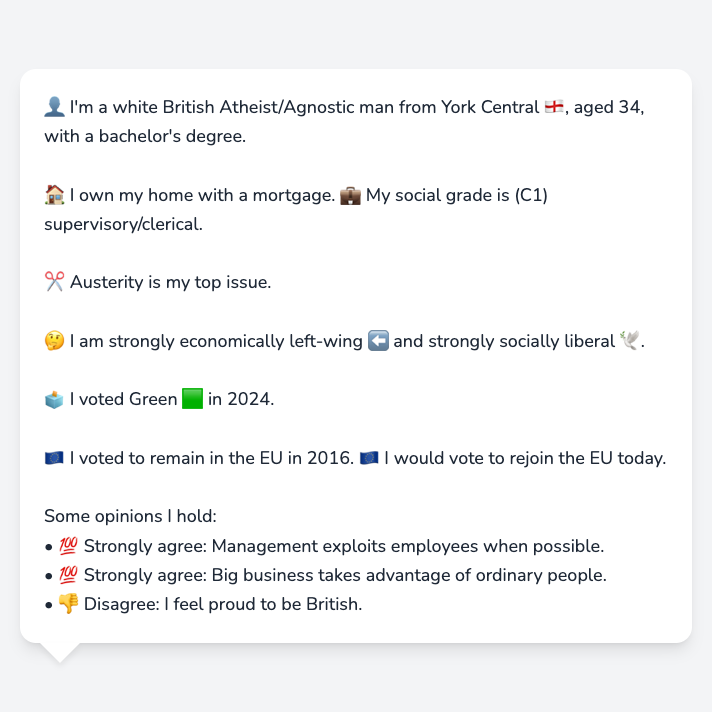 👤 I'm a white British Atheist/Agnostic man from York Central 🏴󠁧󠁢󠁥󠁮󠁧󠁿, aged 34,
with a bachelor's degree.
🏠 I own my home with a mortgage. 💼 My social grade is (C1)
supervisory/clerical.
✂️ Austerity is my top issue.
🤔 I am strongly economically left-wing ⬅️ and strongly socially liberal 🕊️.
🗳️ I voted Green 🟩 in 2024.
🇪🇺 I voted to remain in the EU in 2016. 🇪🇺 I would vote to rejoin the EU today.
Some opinions I hold:
• 💯 Strongly agree: Management exploits employees when possible.
• 💯 Strongly agree: Big business takes advantage of ordinary people.
• 👎 Disagree: I feel proud to be British.